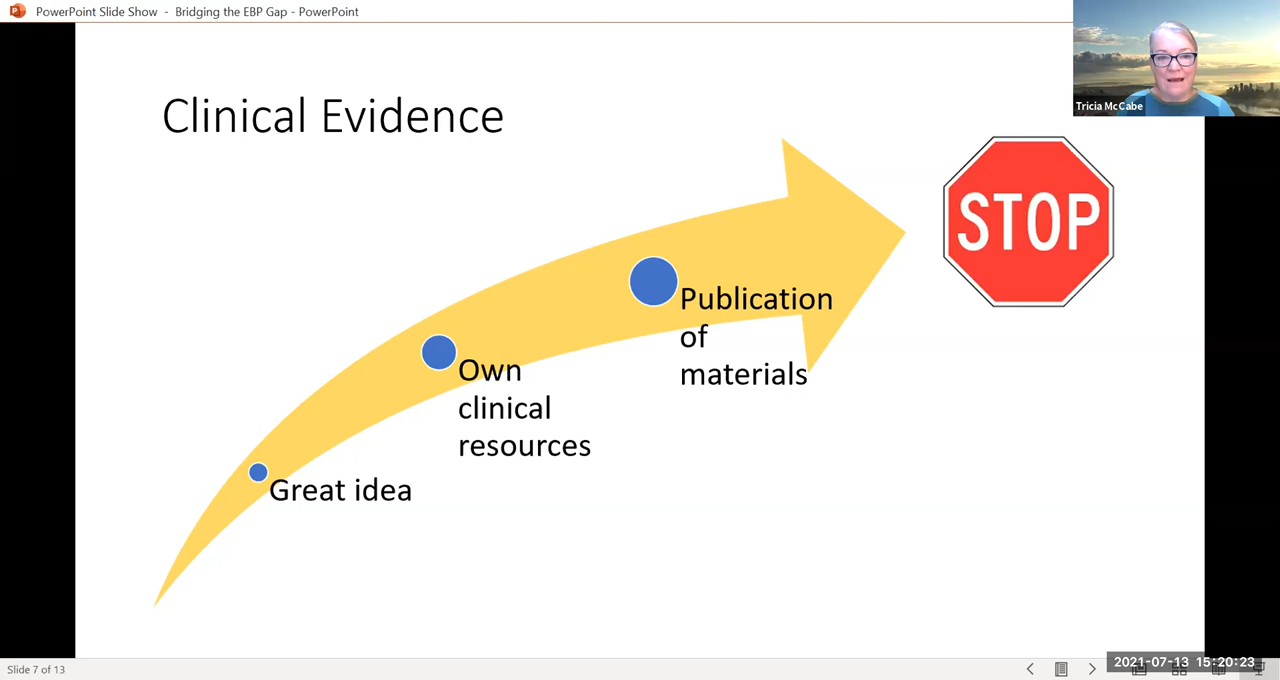 PowerPoint Slide Show - Bridging the EBP Gap - PowerPoint
Tricia McCabe
Clinical Evidence
STOP
Publication
of
materials
Own
clinical
resources
Great idea
Slide 7 of 13
2021-07-13 15:20:23